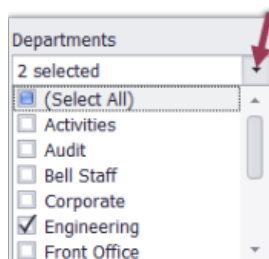 Departments
2 selected
(Select All)
Activities
Audit
Bell Staff
Corporate
Engineering
Front Office